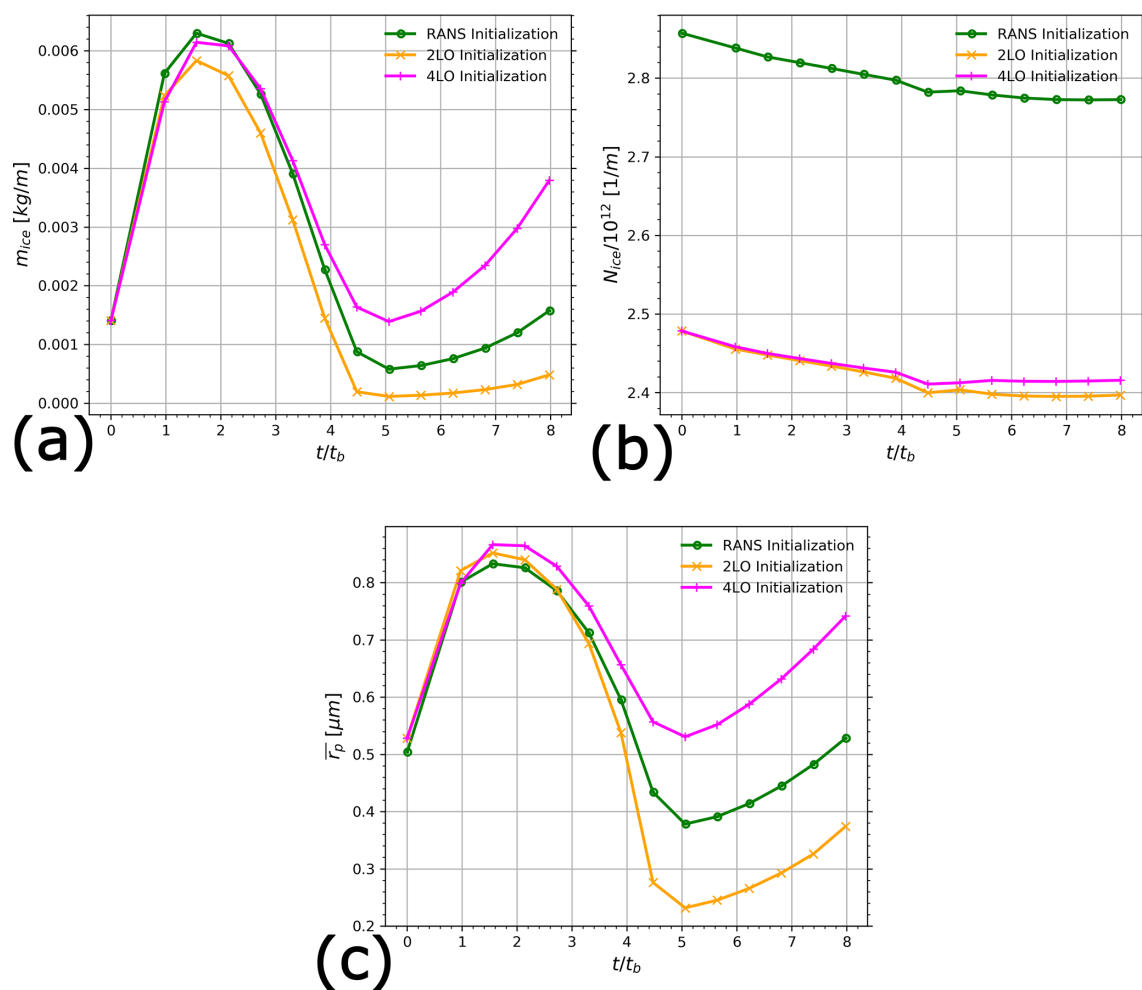 RANS Initialization
2LO Initialization
4LO Initialization
0.006
0.005
0.004
0.003
0.002
0.001
0.000
m_ice [kg/m]
0 1 2 3 4 5 6 7 8
t/t_b
(a)
RANS Initialization
2LO Initialization
4LO Initialization
2.8
2.7
2.6
2.5
2.4
N_ice/10^12 [1/m]
0 1 2 3 4 5 6 7 8
t/t_b
(b)
RANS Initialization
2LO Initialization
4LO Initialization
0.8
0.7
0.6
0.5
0.4
0.3
0.2
r̅_p [μm]
0 1 2 3 4 5 6 7 8
t/t_b
(c)